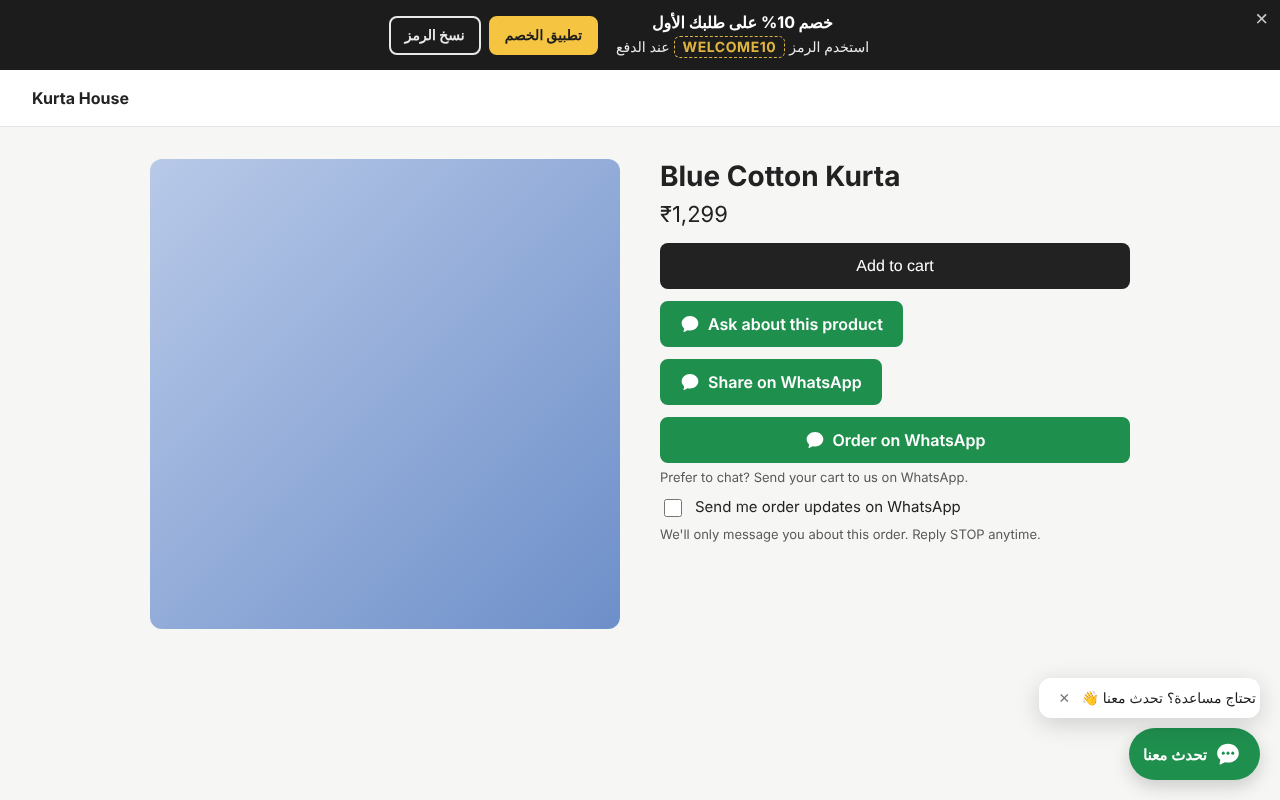 خصم 10% على طلبك الأول
استخدم الرمز WELCOME10 عند الدفع
تطبيق الخصم
نسخ الرمز
✕
Kurta House
Blue Cotton Kurta
₹1,299
Add to cart
Ask about this product
Share on WhatsApp
Order on WhatsApp
Prefer to chat? Send your cart to us on WhatsApp.
Send me order updates on WhatsApp
We'll only message you about this order. Reply STOP anytime.
تحتاج مساعدة؟ تحدث معنا 👋 ✕
تحدث معنا